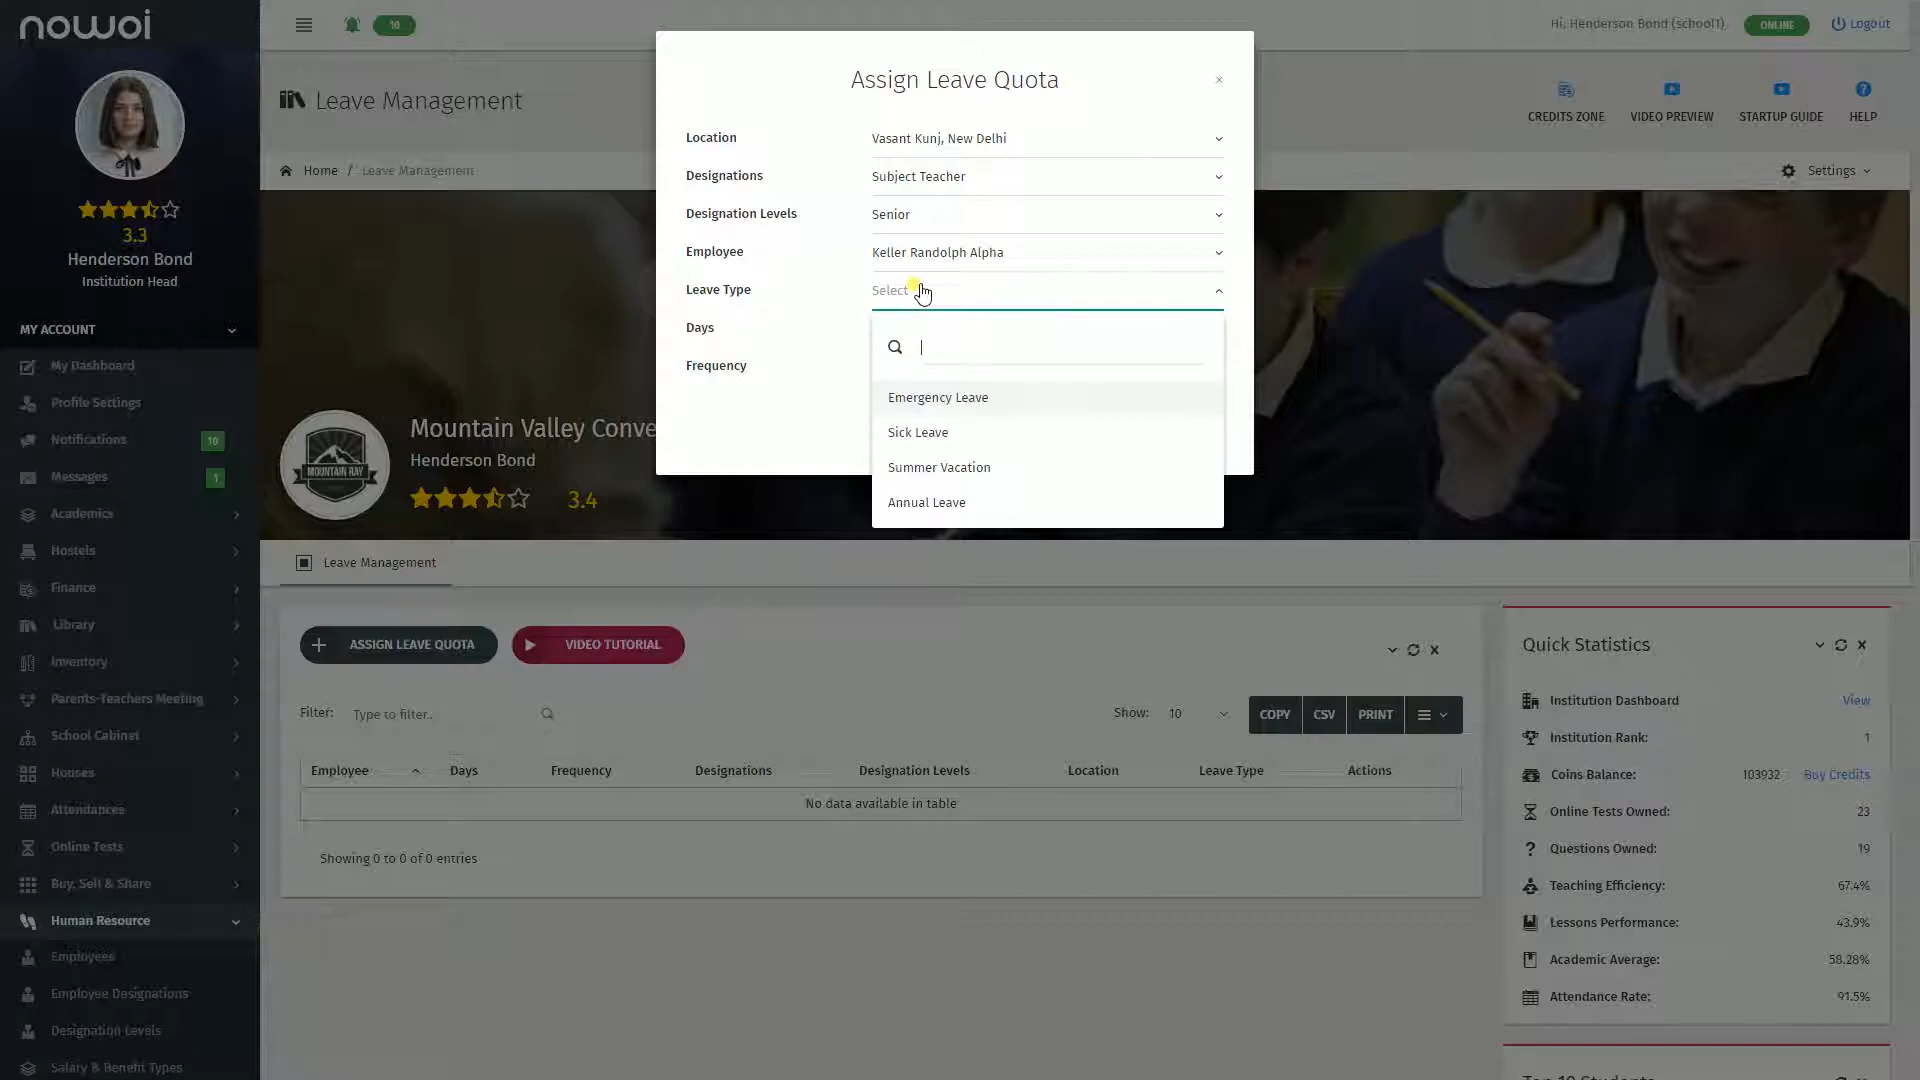 nowoi
10
Hi, Henderson Bond (school1)
ONLINE
Logout
Leave Management
CREDITS ZONE
VIDEO PREVIEW
STARTUP GUIDE
HELP
Home / Leave Management
Settings
3.3
Henderson Bond
Institution Head
MY ACCOUNT
My Dashboard
Profile Settings
Notifications 10
Messages 1
Academics
Hostels
Finance
Library
Inventory
Parents-Teachers Meeting
School Cabinet
Houses
Attendances
Online Tests
Buy, Sell & Share
Human Resource
Employees
Employee Designations
Designation Levels
Salary & Benefit Types
Assign Leave Quota
×
Location Vasant Kunj, New Delhi
Designations Subject Teacher
Designation Levels Senior
Employee Keller Randolph Alpha
Leave Type Select
Days
Frequency
Emergency Leave
Sick Leave
Summer Vacation
Annual Leave
MOUNTAIN RAY
Mountain Valley Conve
Henderson Bond
3.4
Leave Management
ASSIGN LEAVE QUOTA
VIDEO TUTORIAL
Filter: Type to filter..
Show: 10
COPY CSV PRINT
Employee Days Frequency Designations Designation Levels Location Leave Type Actions
No data available in table
Showing 0 to 0 of 0 entries
Quick Statistics
Institution Dashboard View
Institution Rank: 1
Coins Balance: 103932 Buy Credits
Online Tests Owned: 23
Questions Owned: 19
Teaching Efficiency: 67.4%
Lessons Performance: 43.9%
Academic Average: 58.28%
Attendance Rate: 91.5%
Top 10 Students